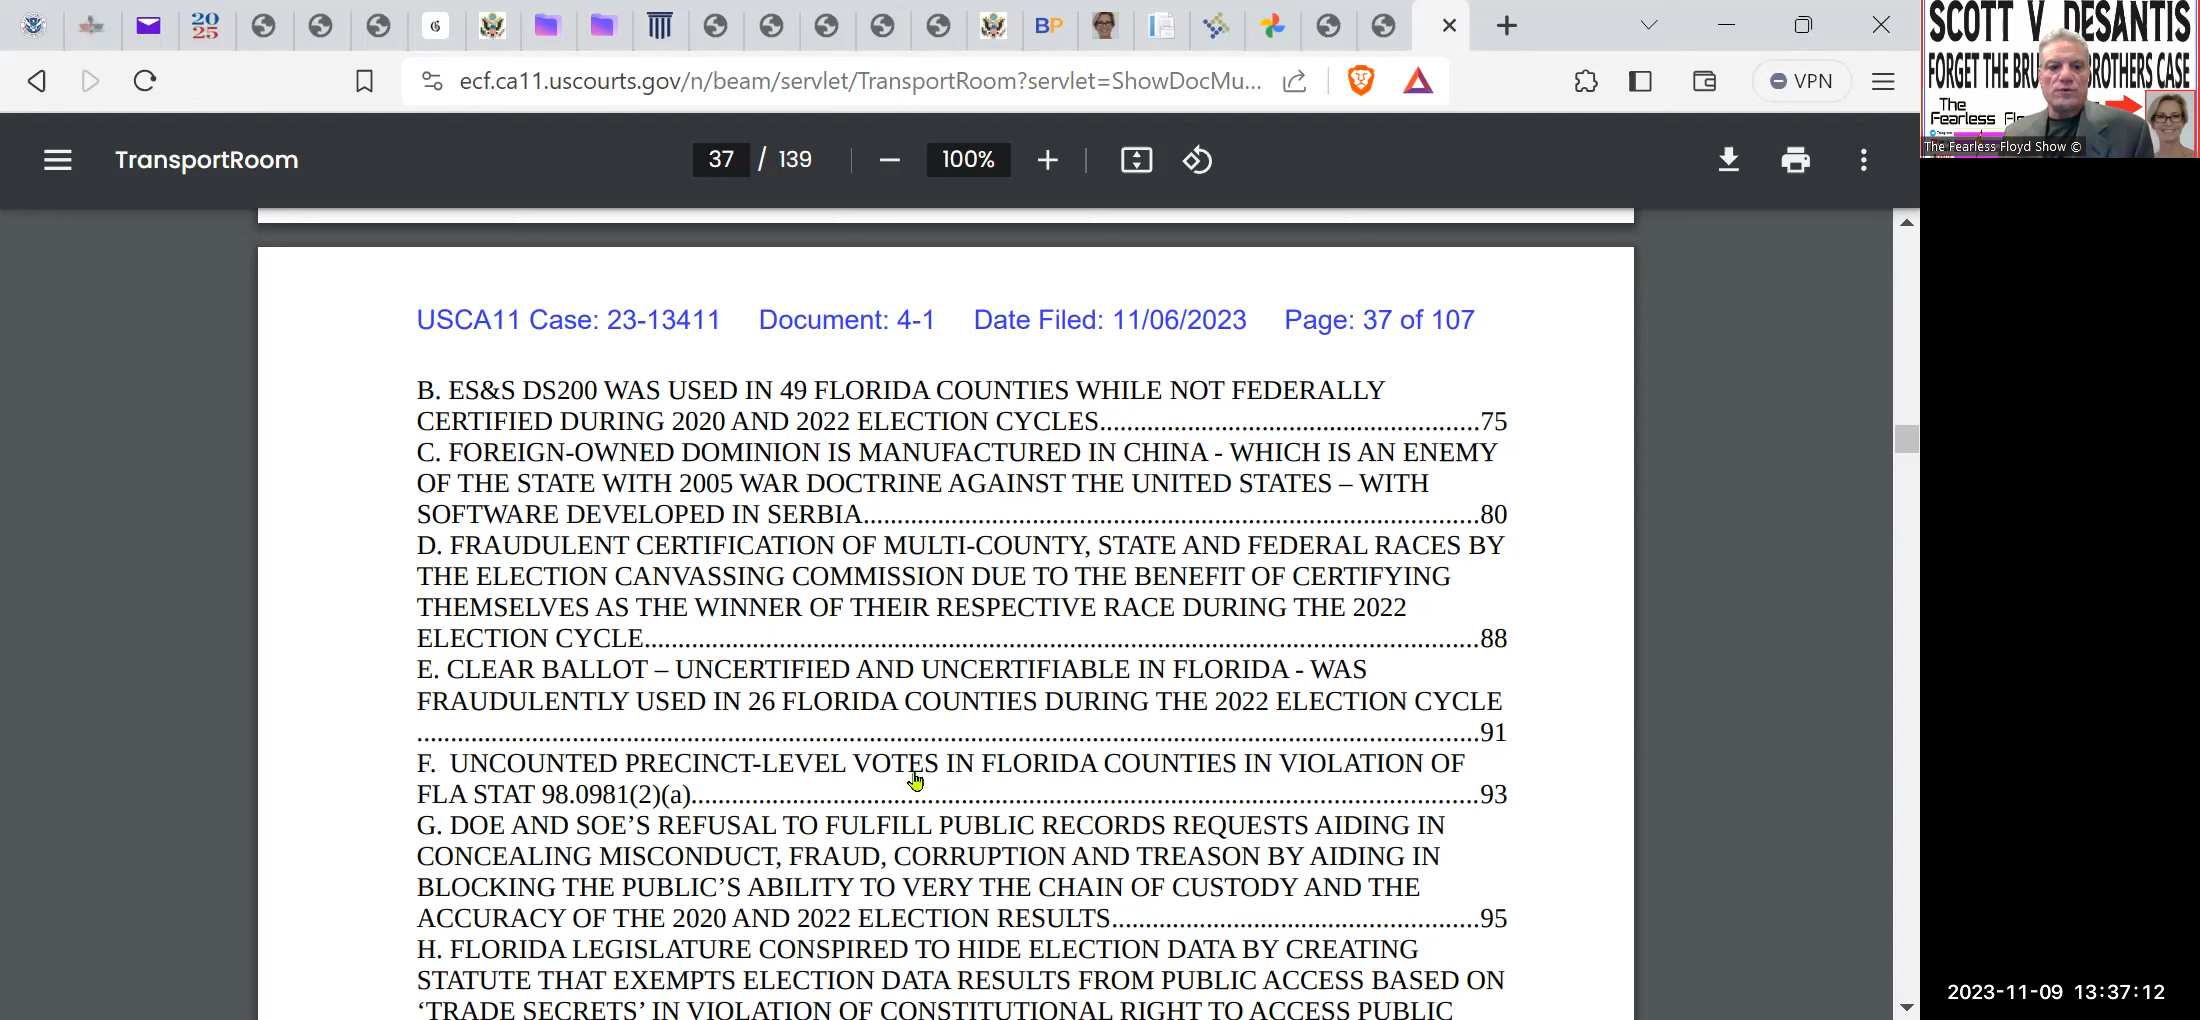 20
25
BP
ecf.ca11.uscourts.gov/n/beam/servlet/TransportRoom?servlet=ShowDocMu...
VPN
TransportRoom
37 / 139
100%
USCA11 Case: 23-13411 Document: 4-1 Date Filed: 11/06/2023 Page: 37 of 107
B. ES&S DS200 WAS USED IN 49 FLORIDA COUNTIES WHILE NOT FEDERALLY
CERTIFIED DURING 2020 AND 2022 ELECTION CYCLES...75
C. FOREIGN-OWNED DOMINION IS MANUFACTURED IN CHINA - WHICH IS AN ENEMY
OF THE STATE WITH 2005 WAR DOCTRINE AGAINST THE UNITED STATES – WITH
SOFTWARE DEVELOPED IN SERBIA...80
D. FRAUDULENT CERTIFICATION OF MULTI-COUNTY, STATE AND FEDERAL RACES BY
THE ELECTION CANVASSING COMMISSION DUE TO THE BENEFIT OF CERTIFYING
THEMSELVES AS THE WINNER OF THEIR RESPECTIVE RACE DURING THE 2022
ELECTION CYCLE...88
E. CLEAR BALLOT – UNCERTIFIED AND UNCERTIFIABLE IN FLORIDA - WAS
FRAUDULENTLY USED IN 26 FLORIDA COUNTIES DURING THE 2022 ELECTION CYCLE
...91
F. UNCOUNTED PRECINCT-LEVEL VOTES IN FLORIDA COUNTIES IN VIOLATION OF
FLA STAT 98.0981(2)(a)...93
G. DOE AND SOE’S REFUSAL TO FULFILL PUBLIC RECORDS REQUESTS AIDING IN
CONCEALING MISCONDUCT, FRAUD, CORRUPTION AND TREASON BY AIDING IN
BLOCKING THE PUBLIC’S ABILITY TO VERY THE CHAIN OF CUSTODY AND THE
ACCURACY OF THE 2020 AND 2022 ELECTION RESULTS...95
H. FLORIDA LEGISLATURE CONSPIRED TO HIDE ELECTION DATA BY CREATING
STATUTE THAT EXEMPTS ELECTION DATA RESULTS FROM PUBLIC ACCESS BASED ON
‘TRADE SECRETS’ IN VIOLATION OF CONSTITUTIONAL RIGHT TO ACCESS PUBLIC
SCOTT V. DESANTIS
FORGET THE BRU ROTHERS CASE
The
Fearless Fl
The Fearless Floyd Show ©
2023-11-09 13:37:12